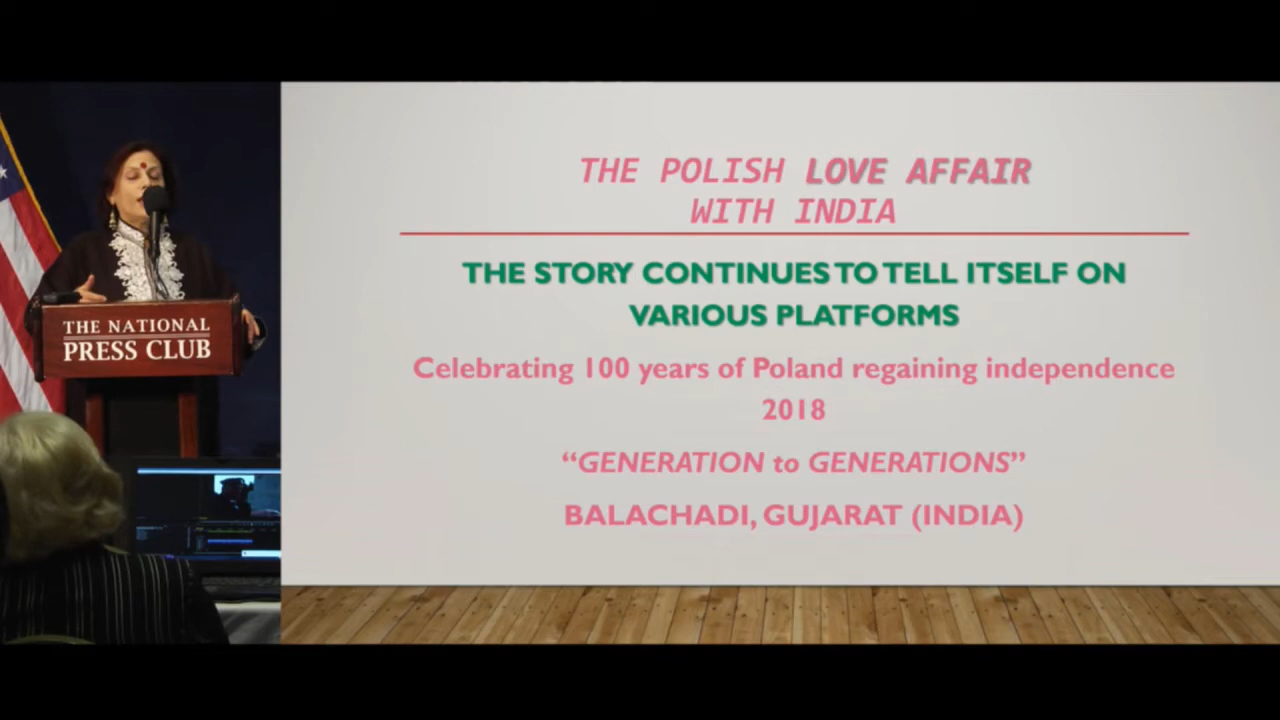 THE NATIONAL
PRESS CLUB
THE POLISH LOVE AFFAIR
WITH INDIA
THE STORY CONTINUES TO TELL ITSELF ON
VARIOUS PLATFORMS
Celebrating 100 years of Poland regaining independence
2018
“GENERATION to GENERATIONS”
BALACHADI, GUJARAT (INDIA)